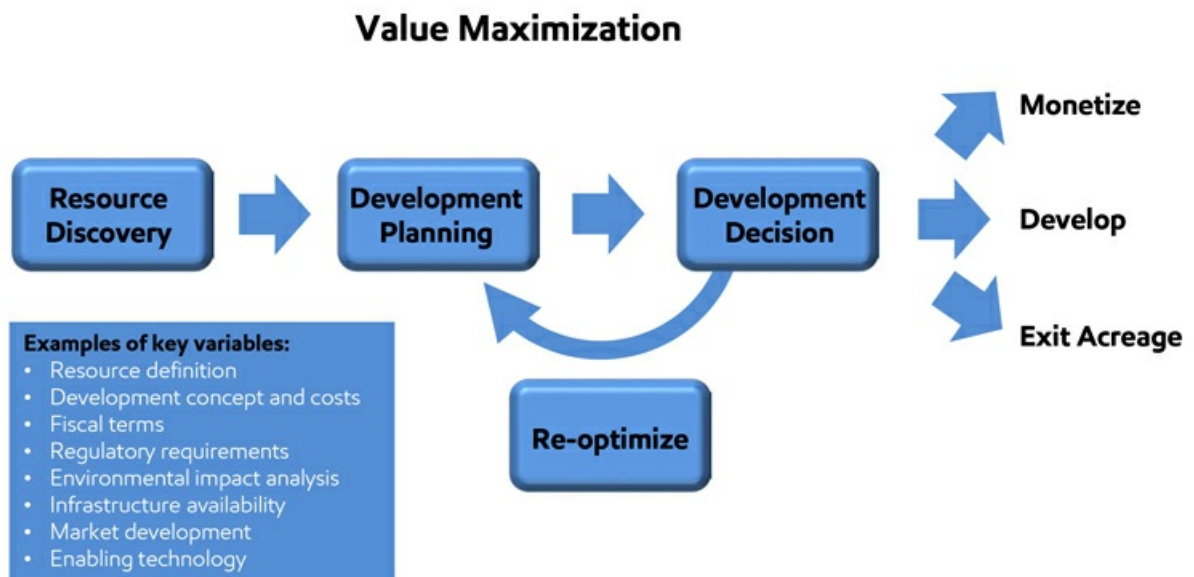 Value Maximization
Resource
Discovery
Development
Planning
Development
Decision
Monetize
Develop
Exit Acreage
Re-optimize
Examples of key variables:
• Resource definition
• Development concept and costs
• Fiscal terms
• Regulatory requirements
• Environmental impact analysis
• Infrastructure availability
• Market development
• Enabling technology